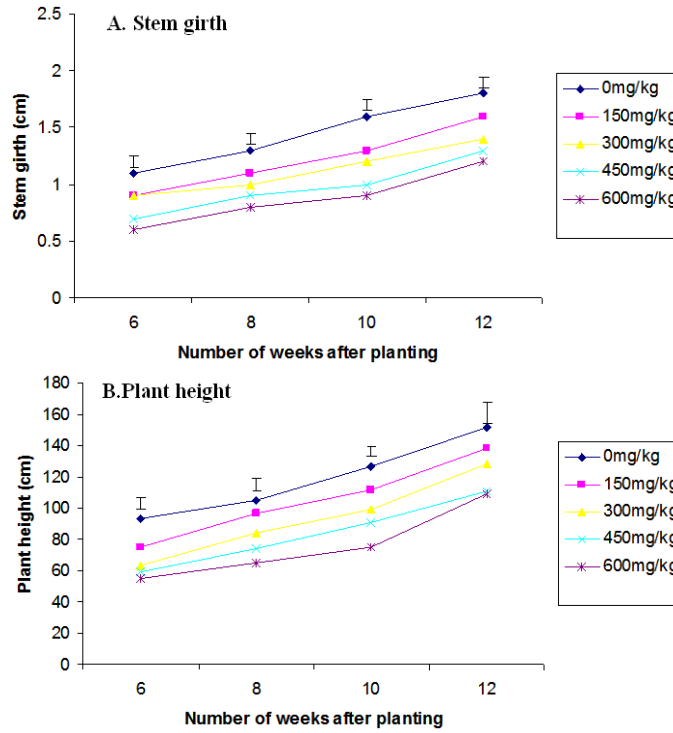 A. Stem girth
2.5
2
1.5
1
0.5
0
Stem girth (cm)
6 8 10 12
Number of weeks after planting
0mg/kg
150mg/kg
300mg/kg
450mg/kg
600mg/kg
B.Plant height
180
160
140
120
100
80
60
40
20
0
Plant height (cm)
6 8 10 12
Number of weeks after planting
0mg/kg
150mg/kg
300mg/kg
450mg/kg
600mg/kg